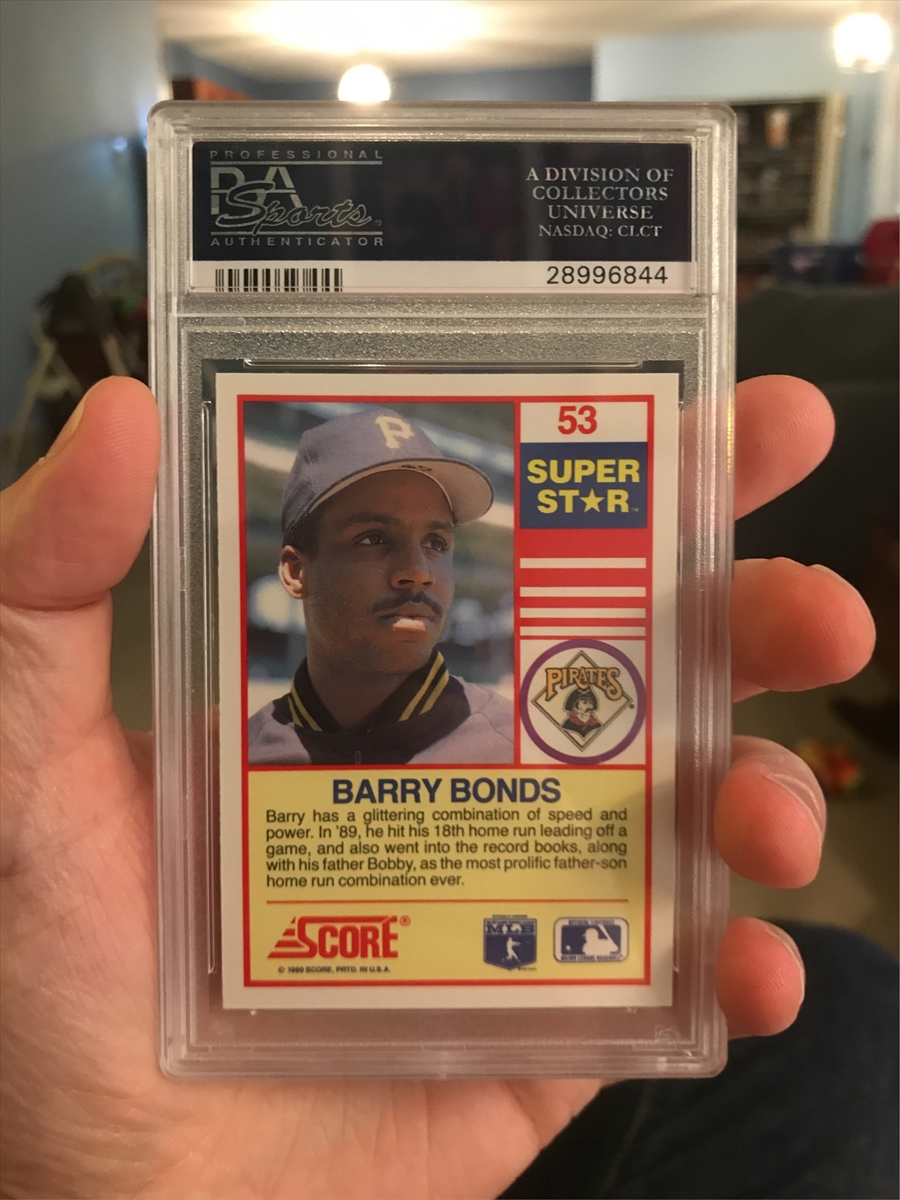 PROFESSIONAL
PSA
Sports
AUTHENTICATOR
A DIVISION OF
COLLECTORS
UNIVERSE
NASDAQ: CLCT
28996844
P
53
SUPER
ST★R™
PIRATES
BARRY BONDS
Barry has a glittering combination of speed and
power. In '89, he hit his 18th home run leading off a
game, and also went into the record books, along
with his father Bobby, as the most prolific father-son
home run combination ever.
SCORE®
© 1990 SCORE, PRTD. IN U.S.A.
MLB